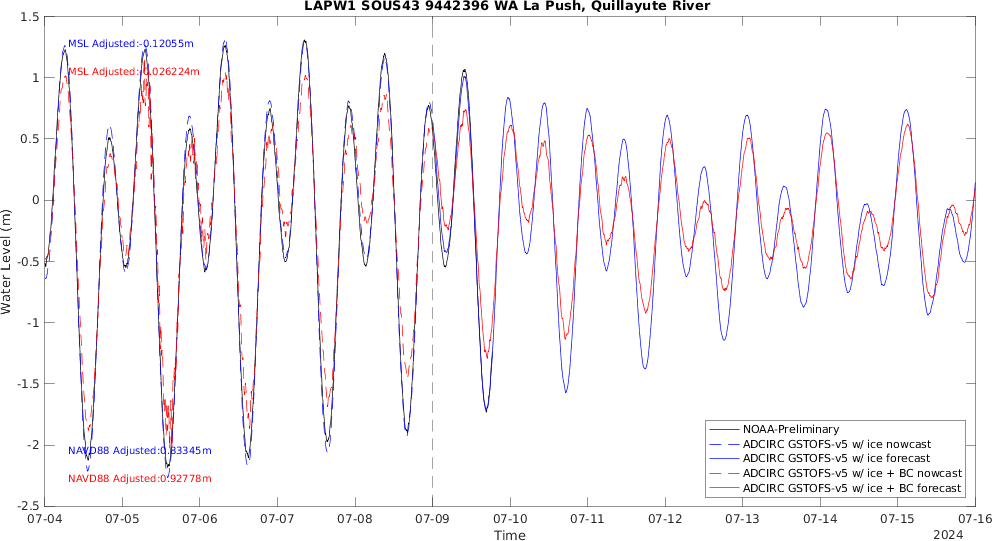 LAPW1 SOUS43 9442396 WA La Push, Quillayute River
1.5
1
0.5
0
-0.5
-1
-1.5
-2
-2.5
Water Level (m)
MSL Adjusted:-0.12055m
MSL Adjusted:-0.026224m
NAVD88 Adjusted:0.83345m
NAVD88 Adjusted:0.92778m
NOAA-Preliminary
ADCIRC GSTOFS-v5 w/ ice nowcast
ADCIRC GSTOFS-v5 w/ ice forecast
ADCIRC GSTOFS-v5 w/ ice + BC nowcast
ADCIRC GSTOFS-v5 w/ ice + BC forecast
07-04 07-05 07-06 07-07 07-08 07-09 07-10 07-11 07-12 07-13 07-14 07-15 07-16
Time
2024